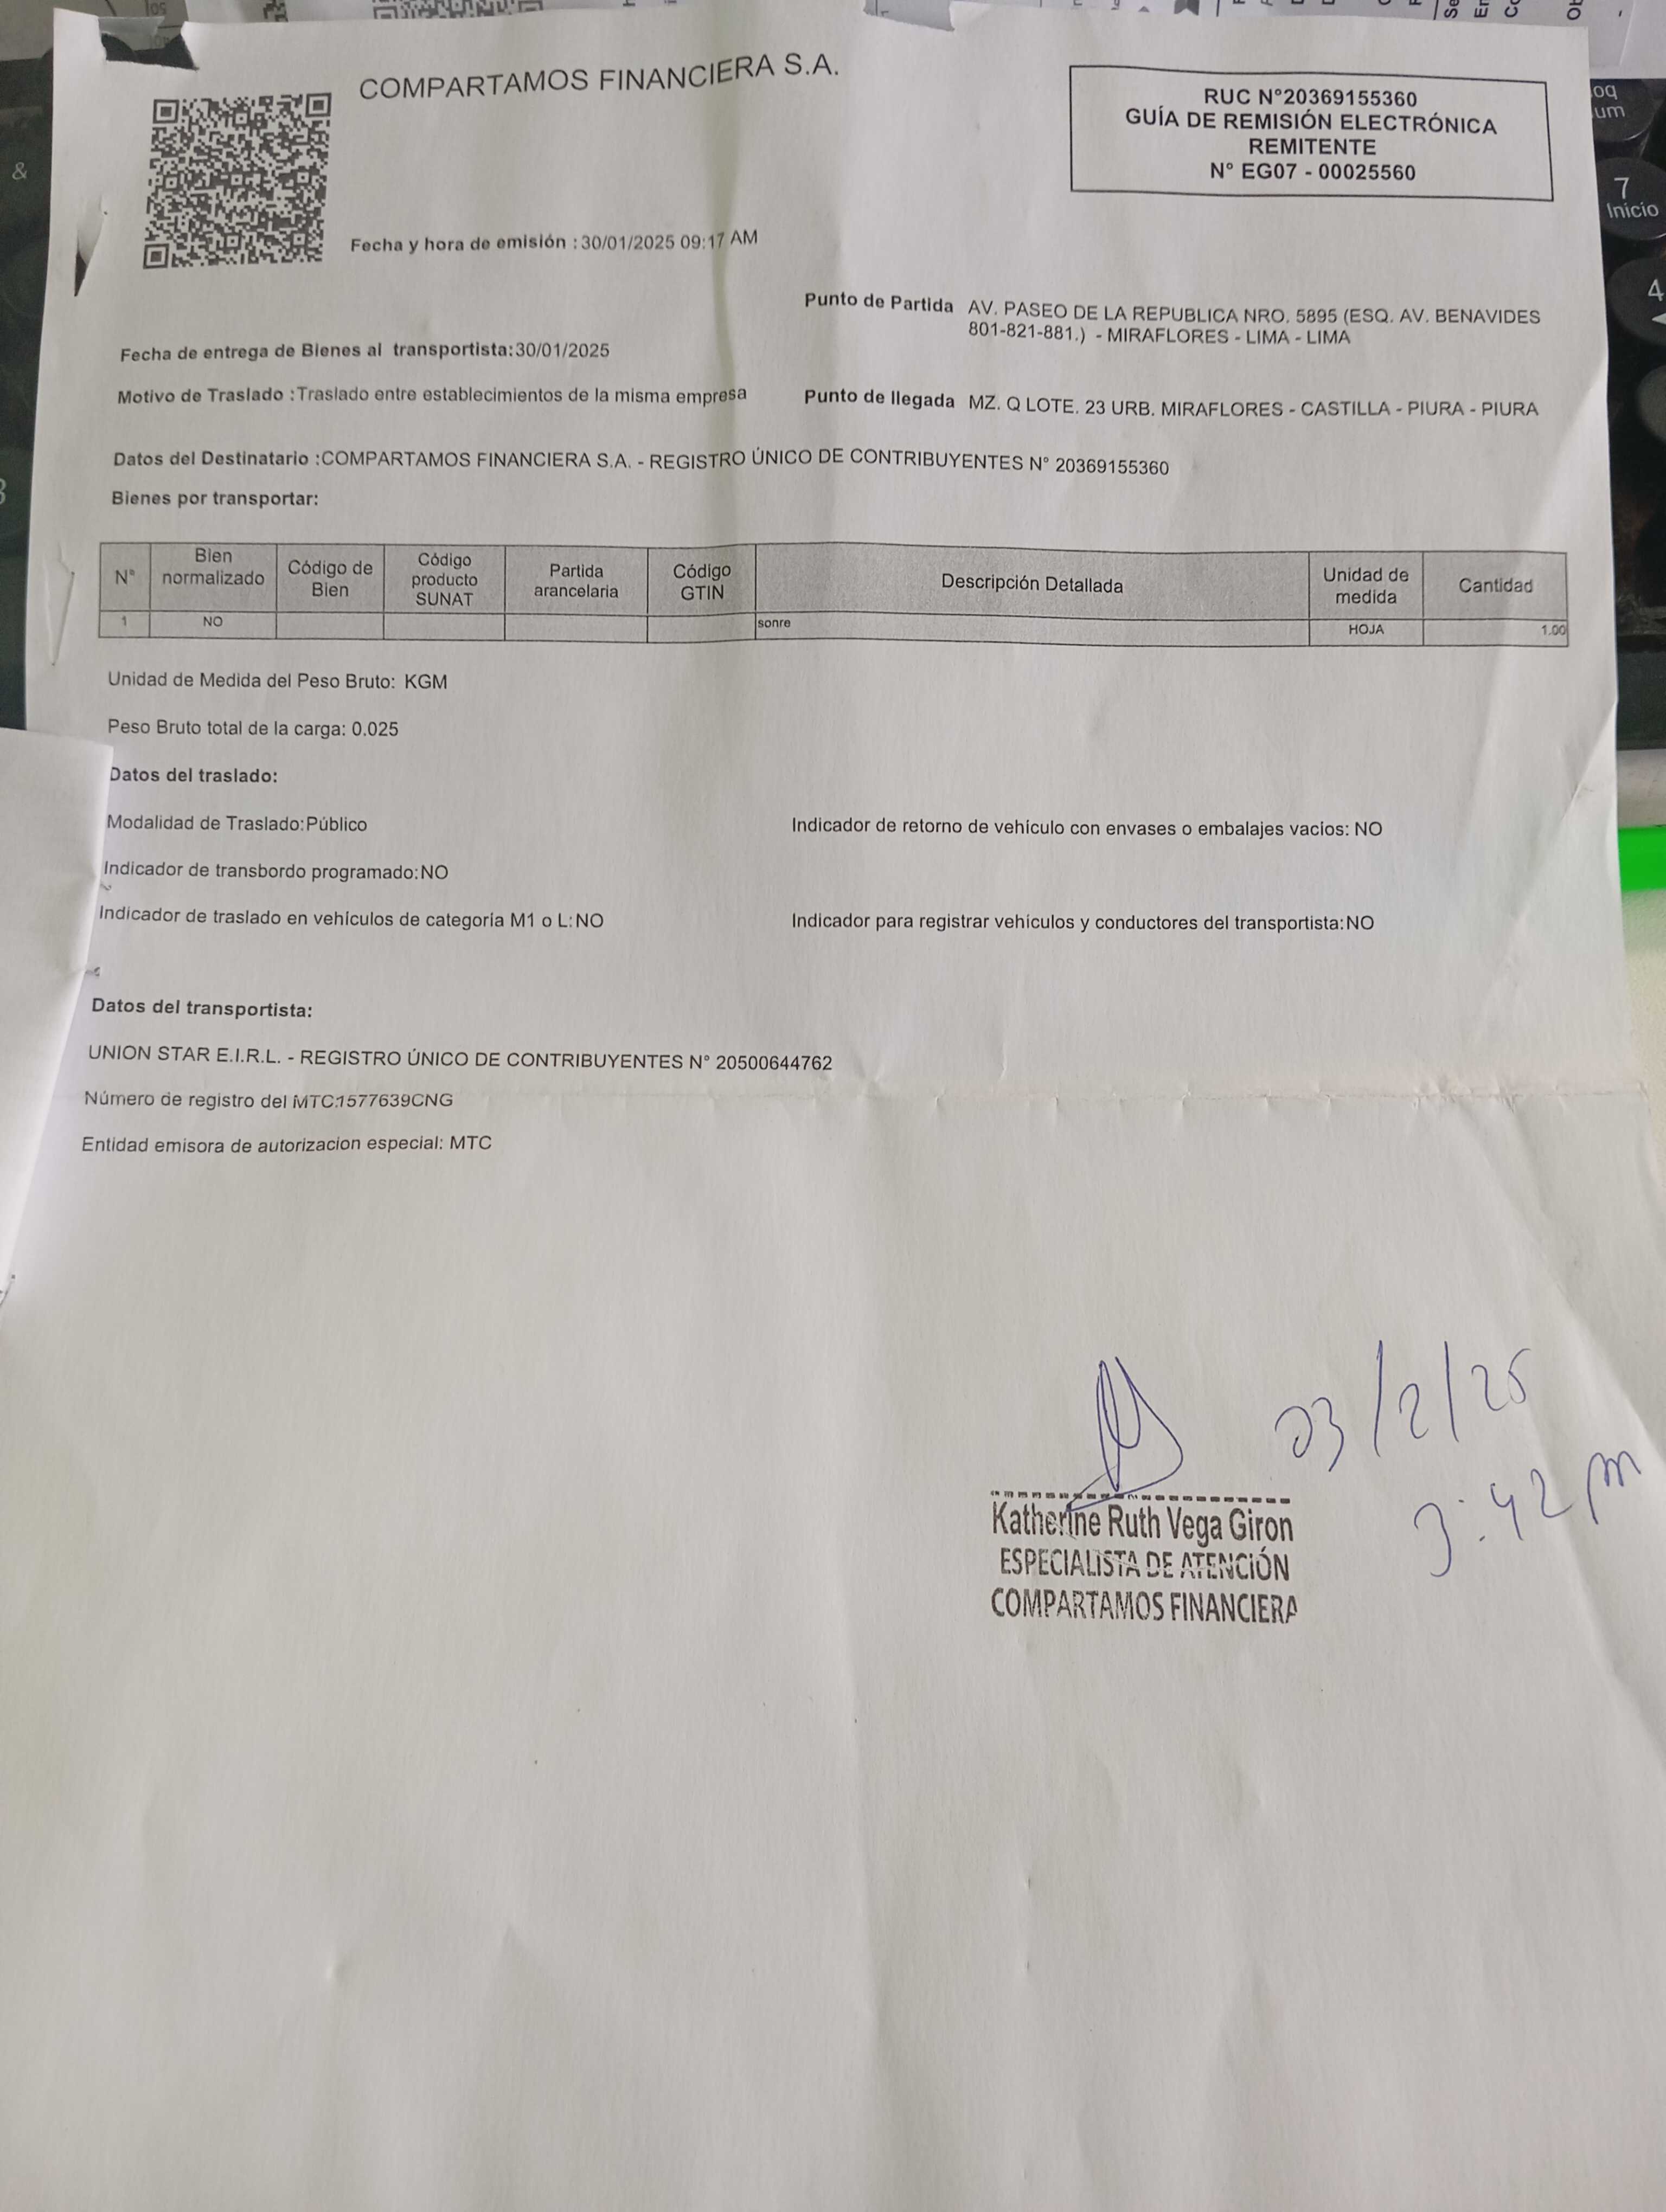 COMPARTAMOS FINANCIERA S.A.
RUC N°20369155360
GUÍA DE REMISIÓN ELECTRÓNICA
REMITENTE
N° EG07 - 00025560
Fecha y hora de emisión : 30/01/2025 09:17 AM
Punto de Partida AV. PASEO DE LA REPUBLICA NRO. 5895 (ESQ. AV. BENAVIDES
801-821-881.) - MIRAFLORES - LIMA - LIMA
Fecha de entrega de Bienes al transportista:30/01/2025
Motivo de Traslado :Traslado entre establecimientos de la misma empresa
Punto de llegada MZ. Q LOTE. 23 URB. MIRAFLORES - CASTILLA - PIURA - PIURA
Datos del Destinatario :COMPARTAMOS FINANCIERA S.A. - REGISTRO ÚNICO DE CONTRIBUYENTES N° 20369155360
Bienes por transportar:
N° Bien normalizado Código de Bien Código producto SUNAT Partida arancelaria Código GTIN Descripción Detallada Unidad de medida Cantidad
1 NO sonre HOJA 1.00
Unidad de Medida del Peso Bruto: KGM
Peso Bruto total de la carga: 0.025
Datos del traslado:
Modalidad de Traslado:Público
Indicador de retorno de vehículo con envases o embalajes vacíos: NO
Indicador de transbordo programado:NO
Indicador de traslado en vehículos de categoría M1 o L:NO
Indicador para registrar vehículos y conductores del transportista:NO
Datos del transportista:
UNION STAR E.I.R.L. - REGISTRO ÚNICO DE CONTRIBUYENTES N° 20500644762
Número de registro del MTC:1577639CNG
Entidad emisora de autorizacion especial: MTC
03/2/25
3:42 pm
Katherine Ruth Vega Giron
ESPECIALISTA DE ATENCIÓN
COMPARTAMOS FINANCIERA
7
Inicio
4
&